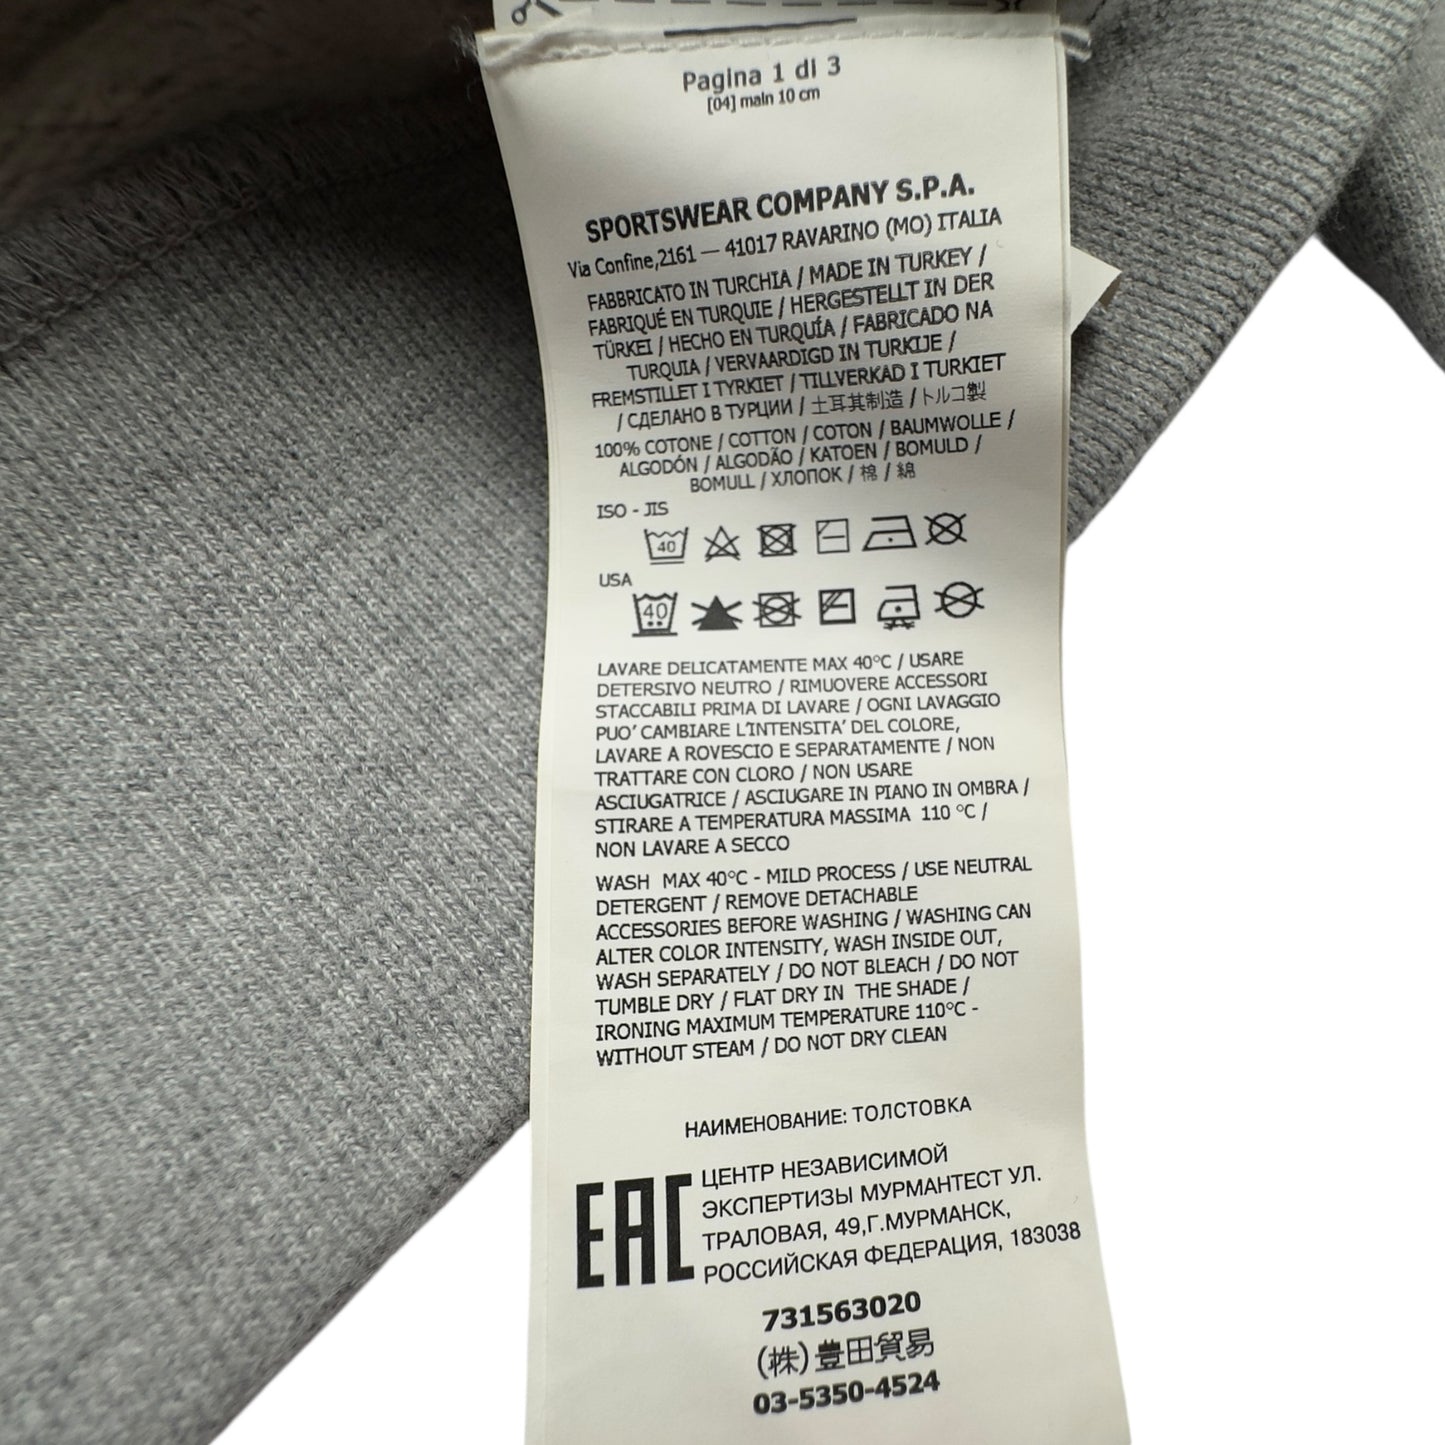 Pagina 1 di 3
[04] main 10 cm
SPORTSWEAR COMPANY S.P.A.
Via Confine,2161 — 41017 RAVARINO (MO) ITALIA
FABBRICATO IN TURCHIA / MADE IN TURKEY /
FABRIQUÉ EN TURQUIE / HERGESTELLT IN DER
TÜRKEI / HECHO EN TURQUÍA / FABRICADO NA
TURQUIA / VERVAARDIGD IN TURKIJE /
FREMSTILLET I TYRKIET / TILLVERKAD I TURKIET
/ СДЕЛАНО В ТУРЦИИ / 土耳其制造 / トルコ製
100% COTONE / COTTON / COTON / BAUMWOLLE /
ALGODÓN / ALGODÃO / KATOEN / BOMULD /
BOMULL / ХЛОПОК / 棉 / 綿
ISO - JIS
40
USA
40
LAVARE DELICATAMENTE MAX 40°C / USARE
DETERSIVO NEUTRO / RIMUOVERE ACCESSORI
STACCABILI PRIMA DI LAVARE / OGNI LAVAGGIO
PUO' CAMBIARE L'INTENSITA' DEL COLORE,
LAVARE A ROVESCIO E SEPARATAMENTE / NON
TRATTARE CON CLORO / NON USARE
ASCIUGATRICE / ASCIUGARE IN PIANO IN OMBRA /
STIRARE A TEMPERATURA MASSIMA 110 °C /
NON LAVARE A SECCO
WASH MAX 40°C - MILD PROCESS / USE NEUTRAL
DETERGENT / REMOVE DETACHABLE
ACCESSORIES BEFORE WASHING / WASHING CAN
ALTER COLOR INTENSITY, WASH INSIDE OUT,
WASH SEPARATELY / DO NOT BLEACH / DO NOT
TUMBLE DRY / FLAT DRY IN THE SHADE /
IRONING MAXIMUM TEMPERATURE 110°C -
WITHOUT STEAM / DO NOT DRY CLEAN
НАИМЕНОВАНИЕ: ТОЛСТОВКА
EAC
ЦЕНТР НЕЗАВИСИМОЙ
ЭКСПЕРТИЗЫ МУРМАНТЕСТ УЛ.
ТРАЛОВАЯ, 49,Г.МУРМАНСК,
РОССИЙСКАЯ ФЕДЕРАЦИЯ, 183038
731563020
(株)豊田貿易
03-5350-4524